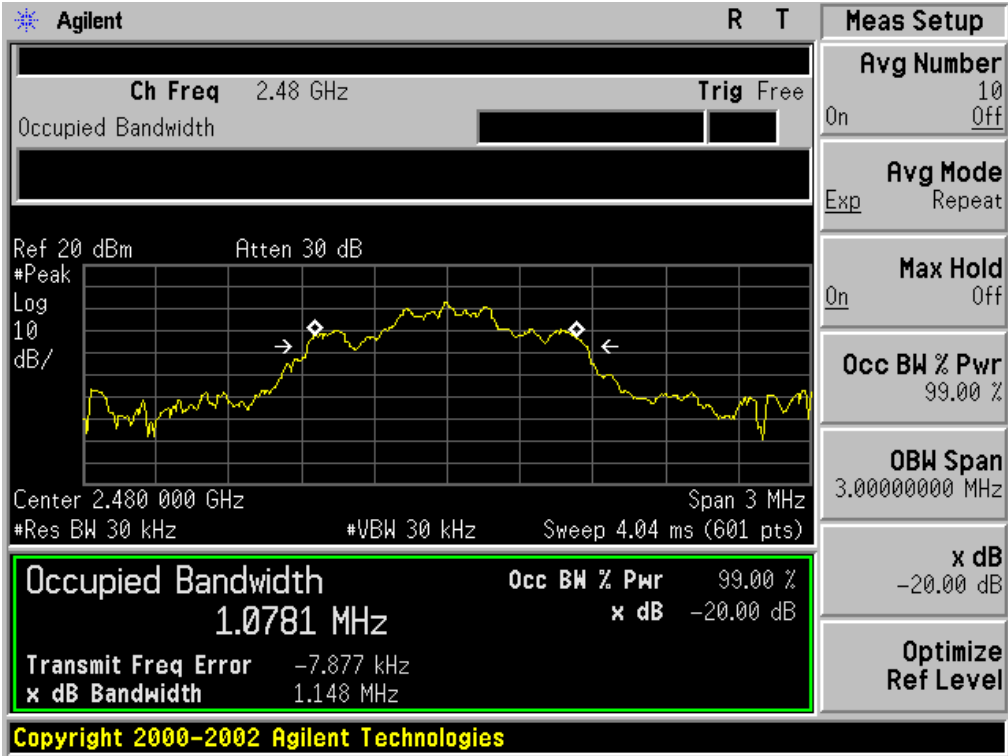 Agilent R T Meas Setup
Ch Freq 2.48 GHz Trig Free
Occupied Bandwidth
Avg Number
10
On Off
Avg Mode
Exp Repeat
Max Hold
On Off
Occ BW % Pwr
99.00 %
OBW Span
3.00000000 MHz
x dB
-20.00 dB
Optimize
Ref Level
Ref 20 dBm Atten 30 dB
#Peak
Log
10
dB/
Center 2.480 000 GHz Span 3 MHz
#Res BW 30 kHz #VBW 30 kHz Sweep 4.04 ms (601 pts)
Occupied Bandwidth Occ BW % Pwr 99.00 %
1.0781 MHz x dB -20.00 dB
Transmit Freq Error -7.877 kHz
x dB Bandwidth 1.148 MHz
Copyright 2000-2002 Agilent Technologies